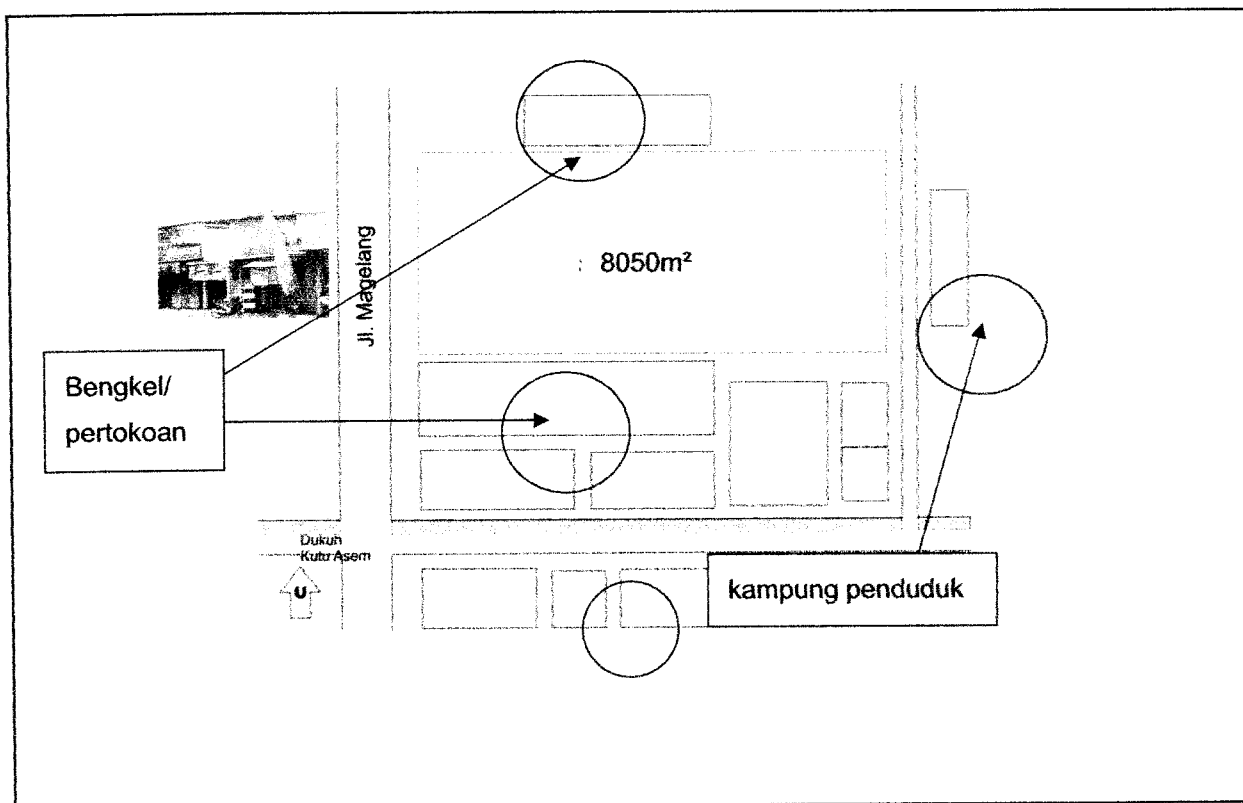 8050m²
Jl. Magelang
Bengkel/
pertokoan
Dukuh
Kutu Asem
U
kampung penduduk